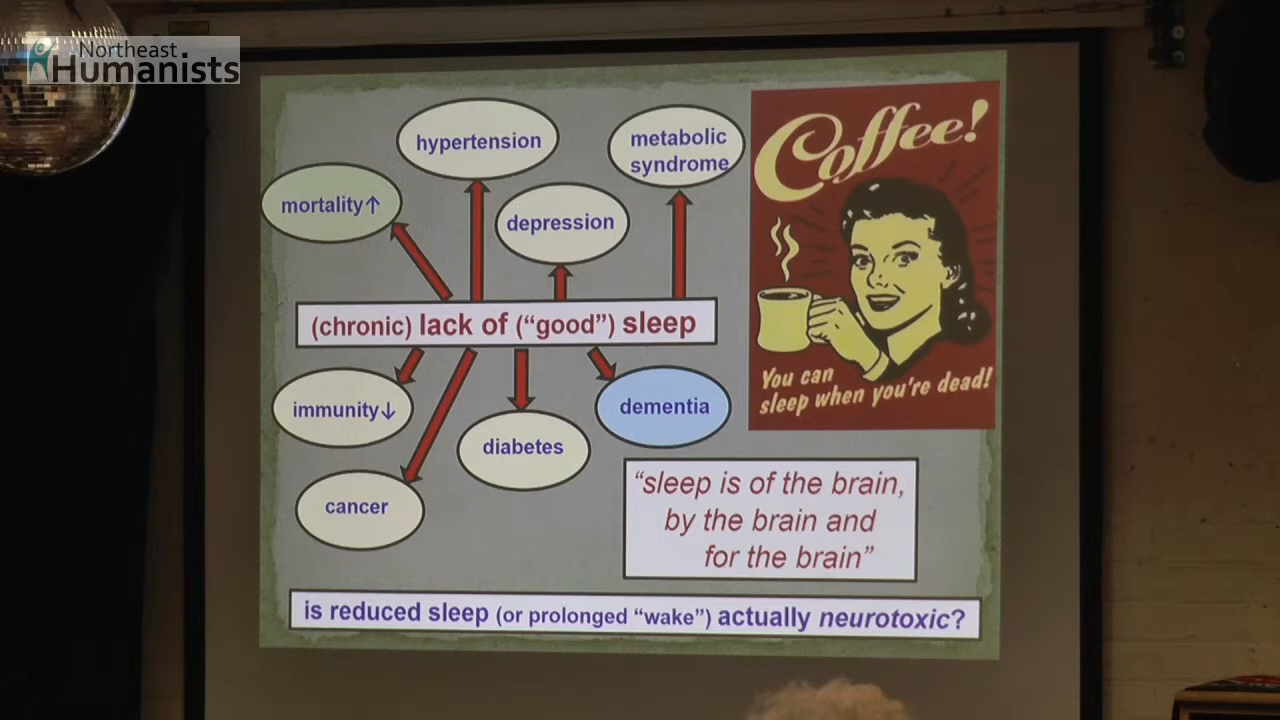 Northeast
Humanists
hypertension
metabolic
syndrome
mortality↑
depression
(chronic) lack of (“good”) sleep
immunity↓
dementia
diabetes
cancer
Coffee!
You can
sleep when you're dead!
“sleep is of the brain,
by the brain and
for the brain”
is reduced sleep (or prolonged “wake”) actually neurotoxic?